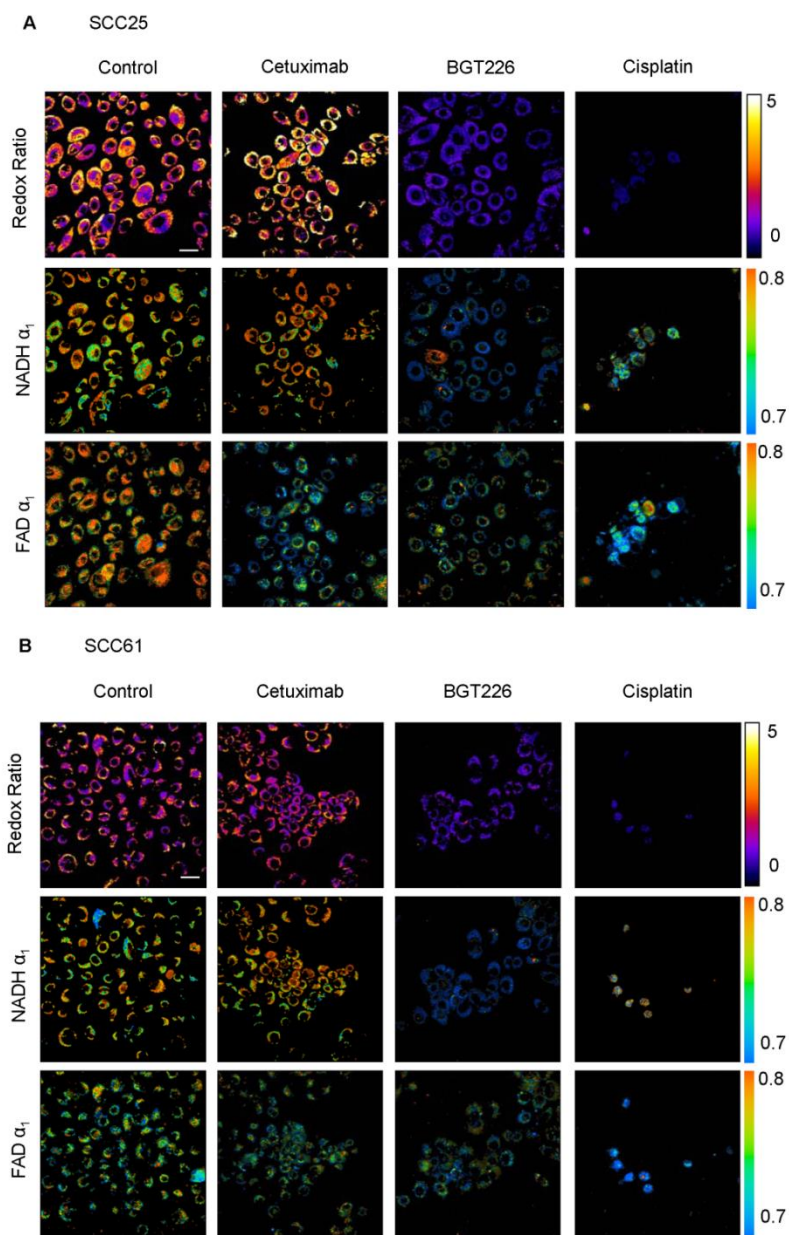 A SCC25
Control Cetuximab BGT226 Cisplatin
Redox Ratio
5
0
NADH α₁
0.8
0.7
FAD α₁
0.8
0.7
B SCC61
Control Cetuximab BGT226 Cisplatin
Redox Ratio
5
0
NADH α₁
0.8
0.7
FAD α₁
0.8
0.7